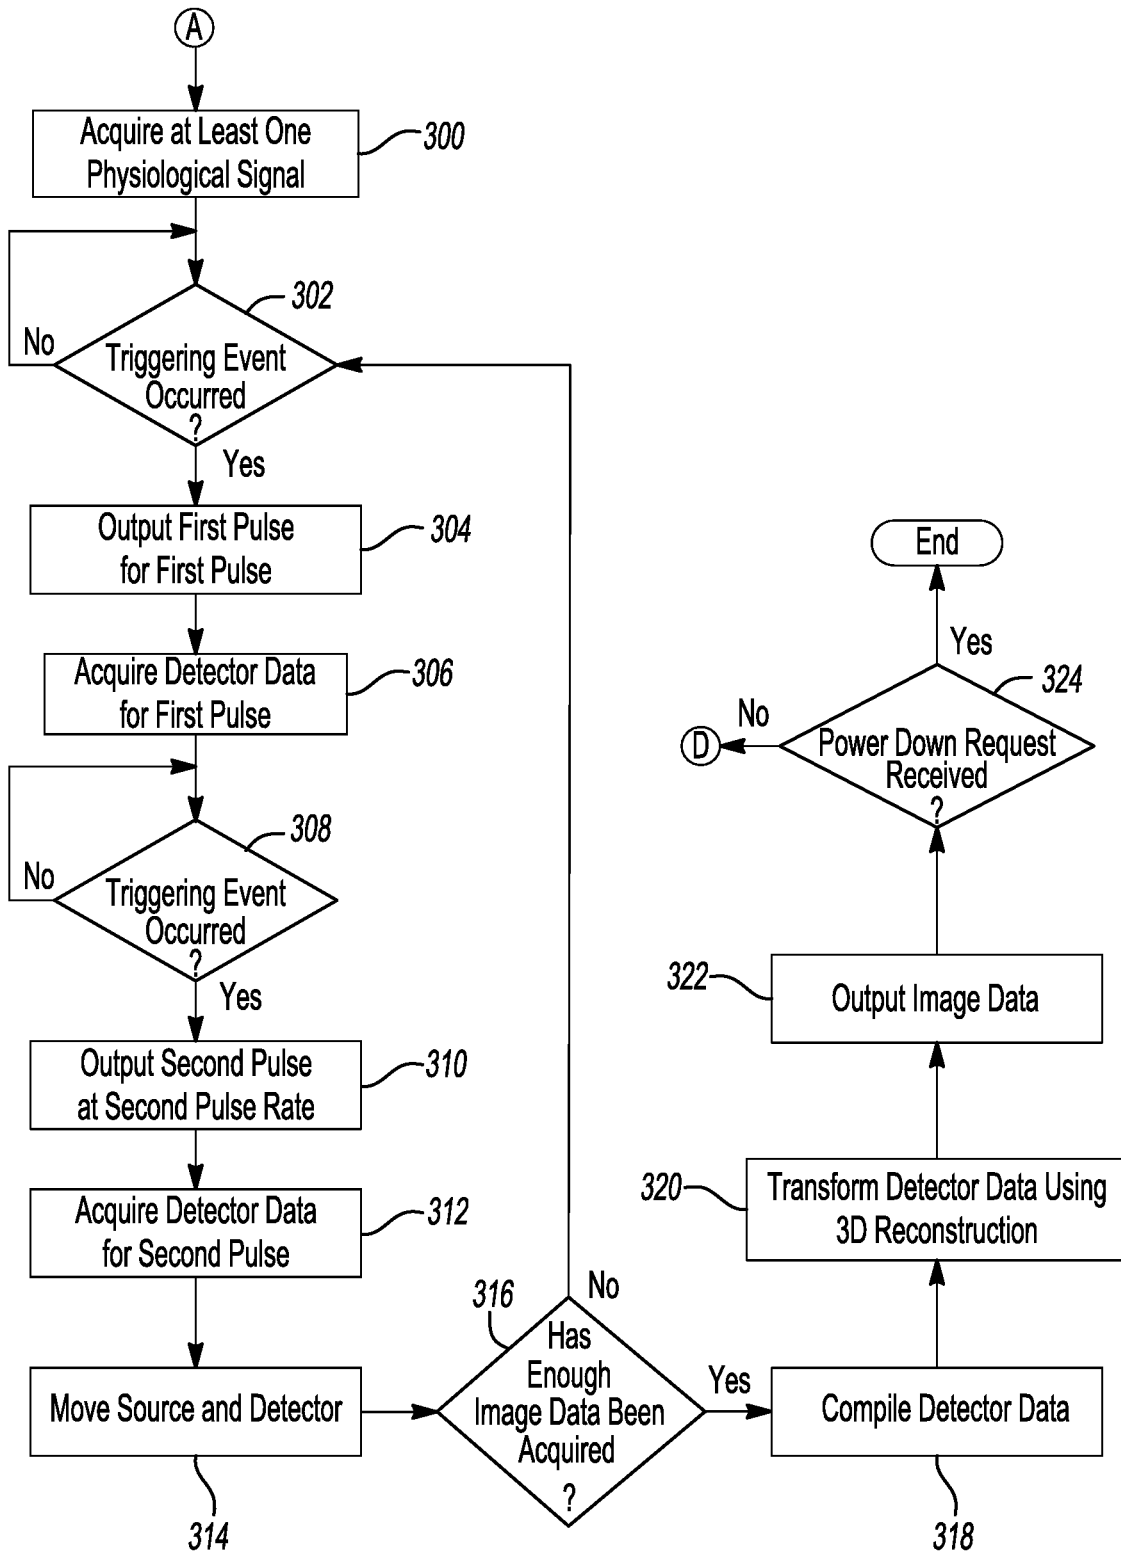 A
Acquire at Least One
Physiological Signal
300
302
No
Triggering Event
Occurred
?
Yes
Output First Pulse
for First Pulse
304
Acquire Detector Data
for First Pulse
306
308
No
Triggering Event
Occurred
?
Yes
Output Second Pulse
at Second Pulse Rate
310
Acquire Detector Data
for Second Pulse
312
Move Source and Detector
314
316
No
Has
Enough
Image Data Been
Acquired
?
Yes
Compile Detector Data
318
320
Transform Detector Data Using
3D Reconstruction
322
Output Image Data
324
Power Down Request
Received
?
No
D
Yes
End